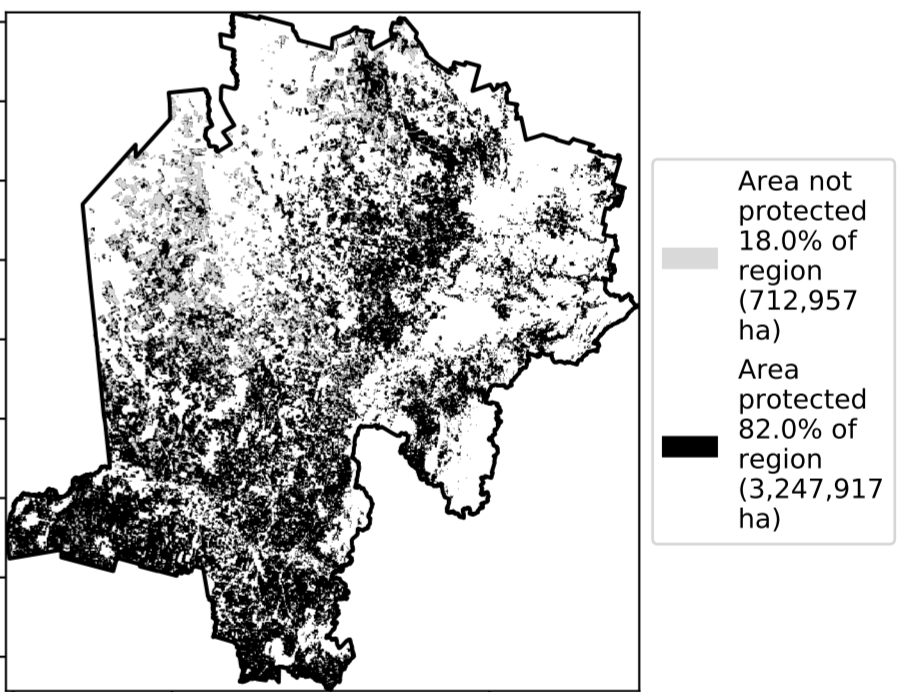 Area not
protected
18.0% of
region
(712,957
ha)
Area
protected
82.0% of
region
(3,247,917
ha)